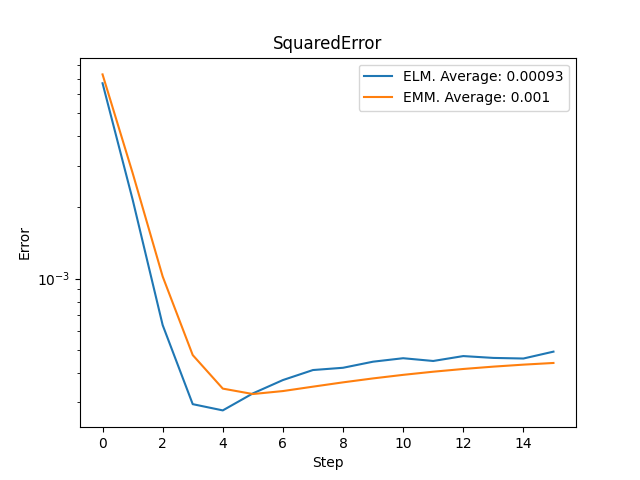 SquaredError
ELM. Average: 0.00093
EMM. Average: 0.001
Error
10⁻³
0 2 4 6 8 10 12 14
Step